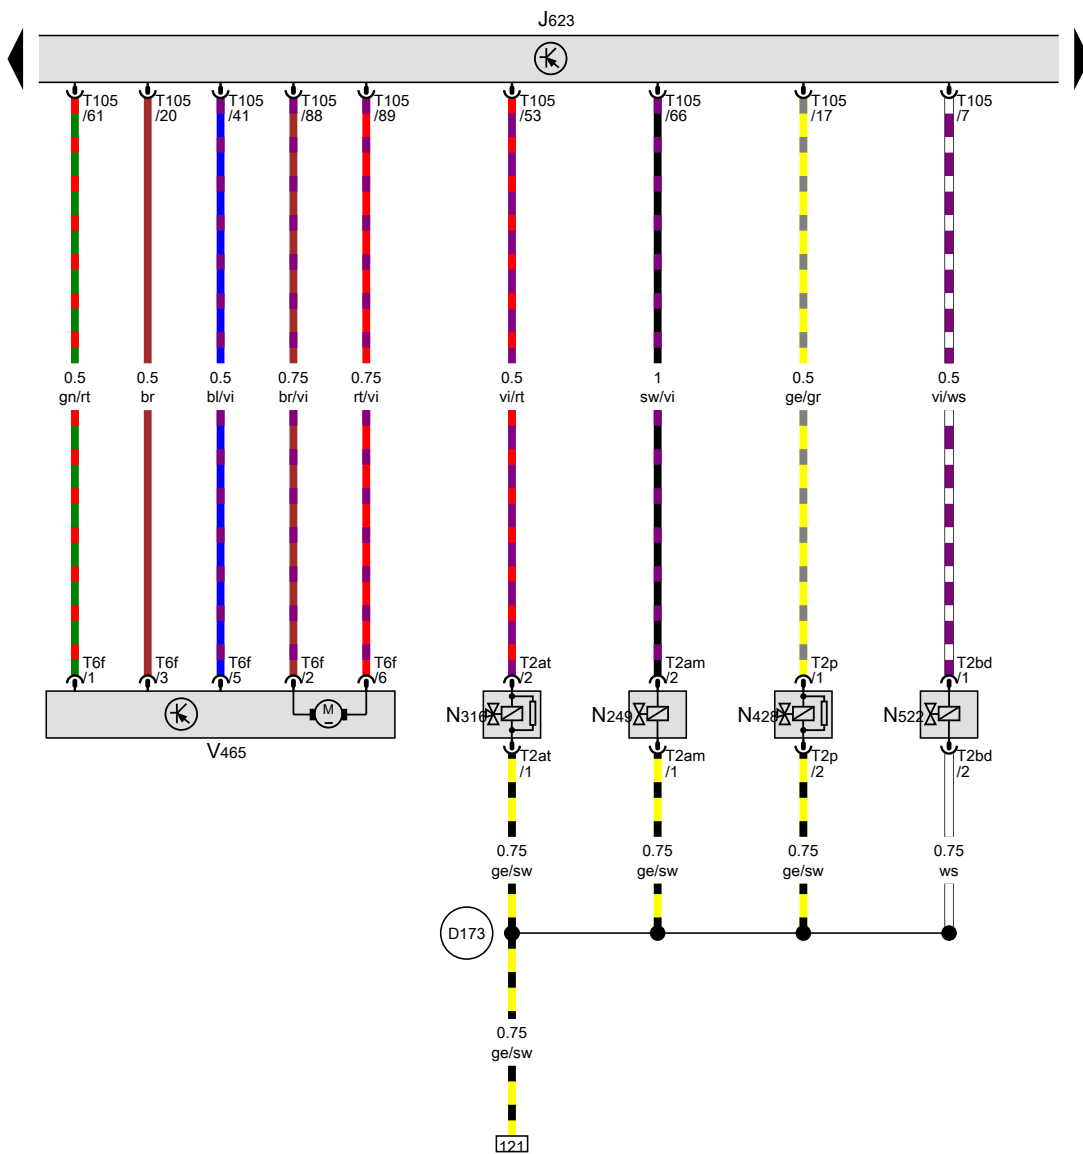 J623
T105 T105 T105 T105 T105 T105 T105 T105 T105
/61 /20 /41 /88 /89 /53 /66 /17 /7
0.5 0.5 0.5 0.75 0.75 0.5 1 0.5 0.5
gn/rt br bl/vi br/vi rt/vi vi/rt sw/vi ge/gr vi/ws
T6f T6f T6f T6f T6f T2at T2am T2p T2bd
/1 /3 /5 /2 /6 /2 /2 /1 /1
M N316 N249 N428 N522
V465
T2at T2am T2p T2bd
/1 /1 /2 /2
0.75 0.75 0.75 0.75
ge/sw ge/sw ge/sw ws
D173
0.75
ge/sw
121